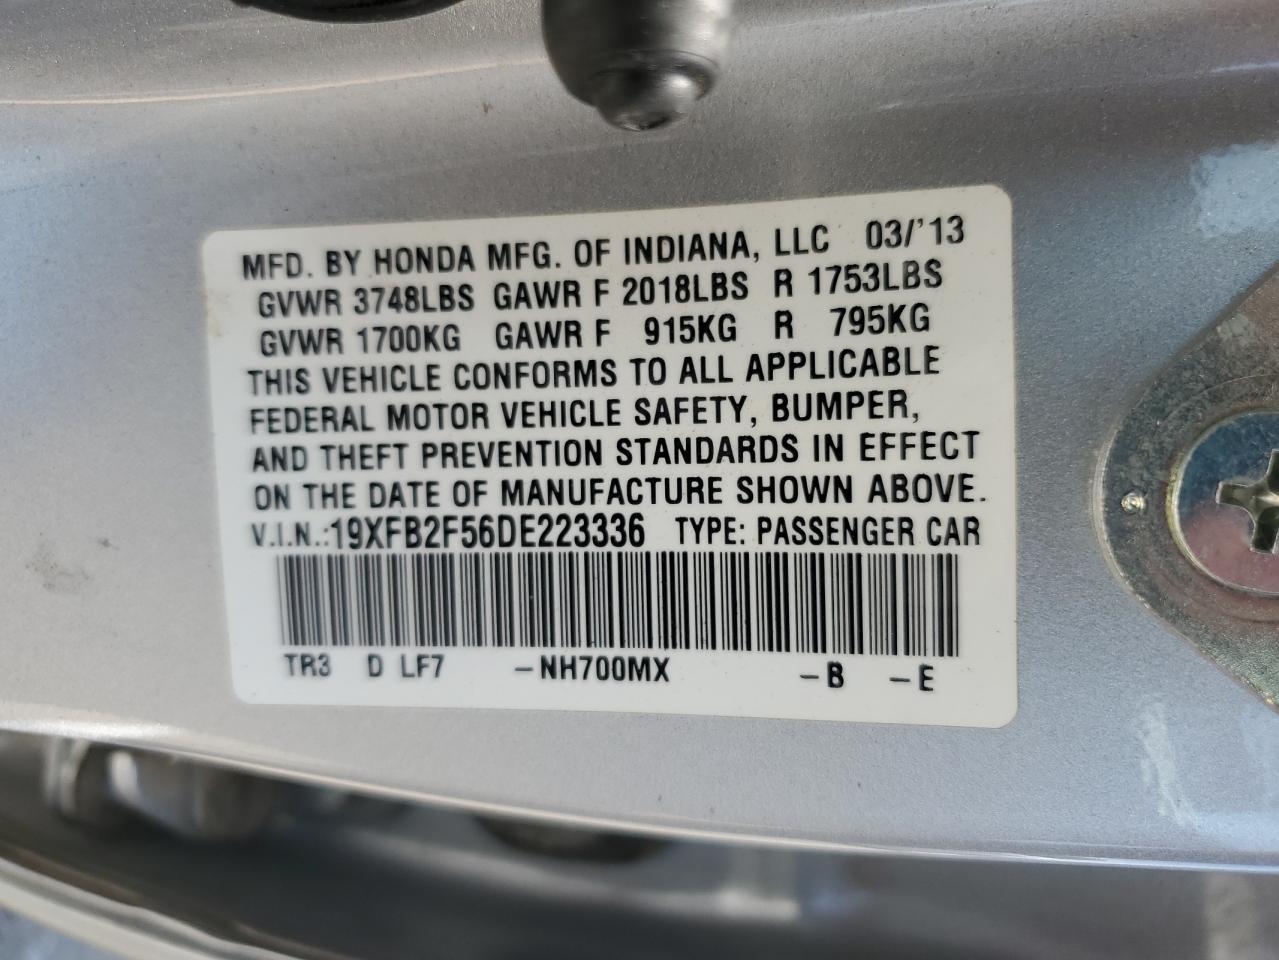 MFD. BY HONDA MFG. OF INDIANA, LLC 03/'13
GVWR 3748LBS GAWR F 2018LBS R 1753LBS
GVWR 1700KG GAWR F 915KG R 795KG
THIS VEHICLE CONFORMS TO ALL APPLICABLE
FEDERAL MOTOR VEHICLE SAFETY, BUMPER,
AND THEFT PREVENTION STANDARDS IN EFFECT
ON THE DATE OF MANUFACTURE SHOWN ABOVE.
V.I.N.:19XFB2F56DE223336 TYPE: PASSENGER CAR
TR3 D LF7 –NH700MX –B –E